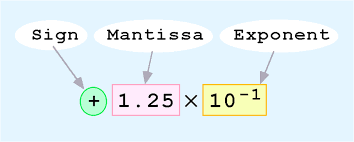 Sign Mantissa Exponent
+ 1.25 × 10⁻¹